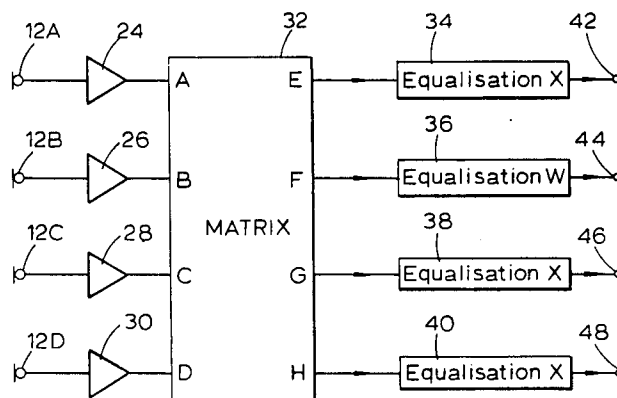 12A 24 32 34 42
A E Equalisation X
12B 26 36 44
B F Equalisation W
MATRIX
12C 28 38 46
C G Equalisation X
12D 30 40 48
D H Equalisation X